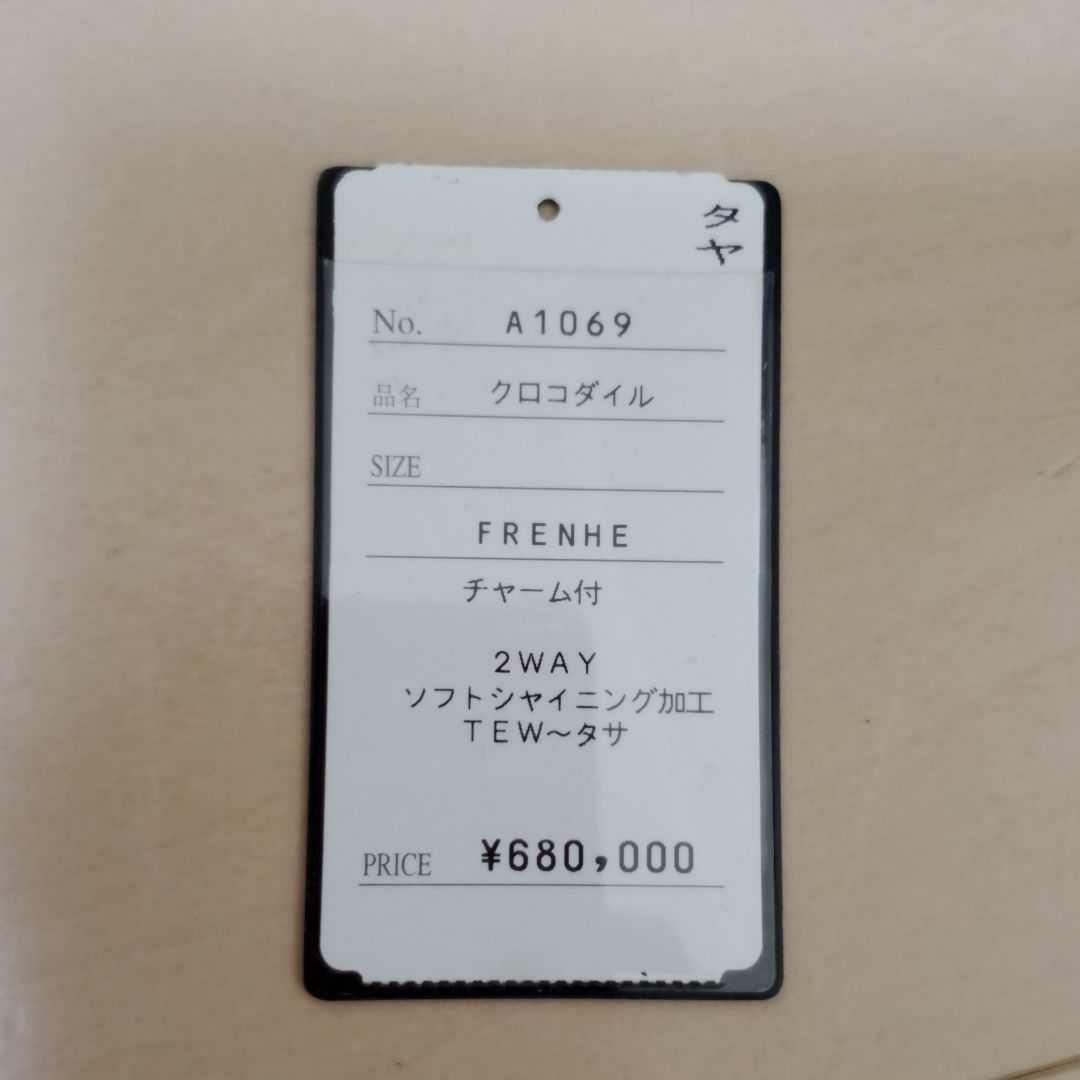 タヤ
No. A1069
品名 クロコダイル
SIZE
FRENHE
チャーム付
2WAY
ソフトシャイニング加工
TEW～タサ
PRICE ¥680,000